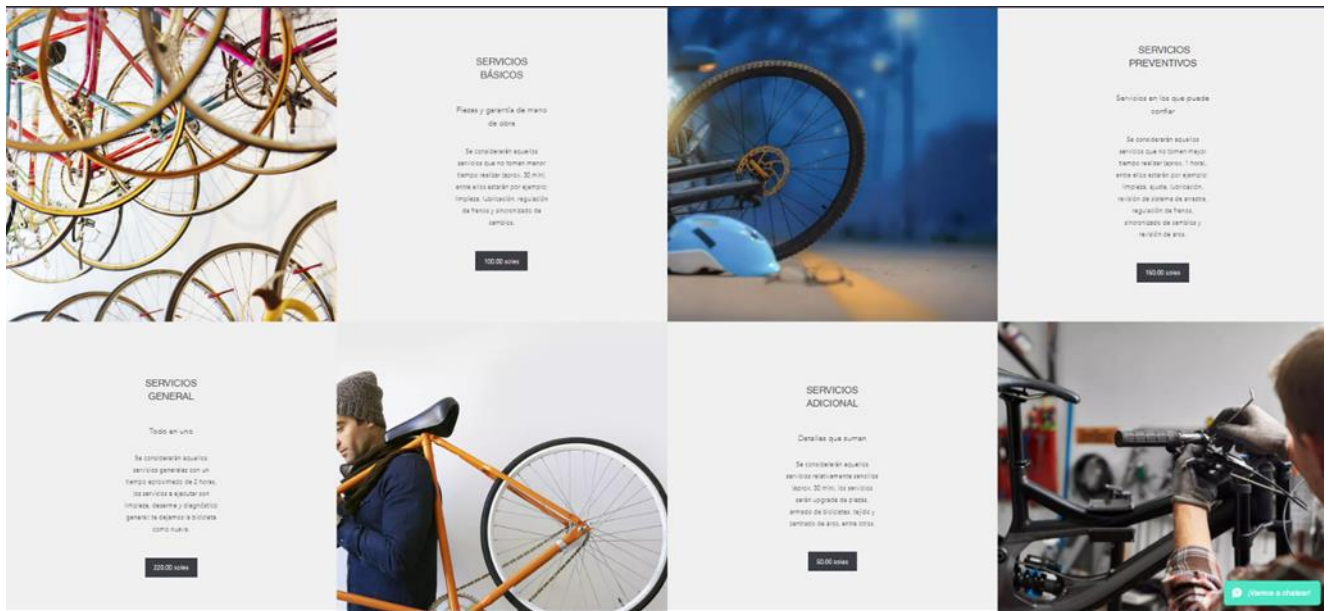 SERVICIOS
BÁSICOS
Piezas y garantía de mano
de obra
Se considerarán aquellos
servicios que no tomen menor
tiempo realizar (aprox. 30 min),
entre ellos estarán por ejemplo:
limpieza, lubricación, regulación
de frenos y sincronizado de
cambios.
100.00 soles
SERVICIOS
PREVENTIVOS
Servicios en los que puede
confiar
Se considerarán aquellos
servicios que no tomen mayor
tiempo realizar (aprox. 1 hora),
entre ellos estarán por ejemplo:
limpieza, ajuste, lubricación,
revisión de sistema de arrastre,
regulación de frenos,
sincronizado de cambios y
revisión de aros.
150.00 soles
SERVICIOS
GENERAL
Todo en uno
Se considerarán aquellos
servicios generales con un
tiempo aproximado de 2 horas,
los servicios a ejecutar son
limpieza, desarme y diagnóstico
general te dejamos la bicicleta
como nueva.
220.00 soles
SERVICIOS
ADICIONAL
Detalles que suman
Se considerarán aquellos
servicios relativamente sencillos
(aprox. 30 min), los servicios
serán upgrade de piezas,
armado de bicicletas, tejido y
centrado de aros, entre otros.
50.00 soles
¡Vamos a chatear!